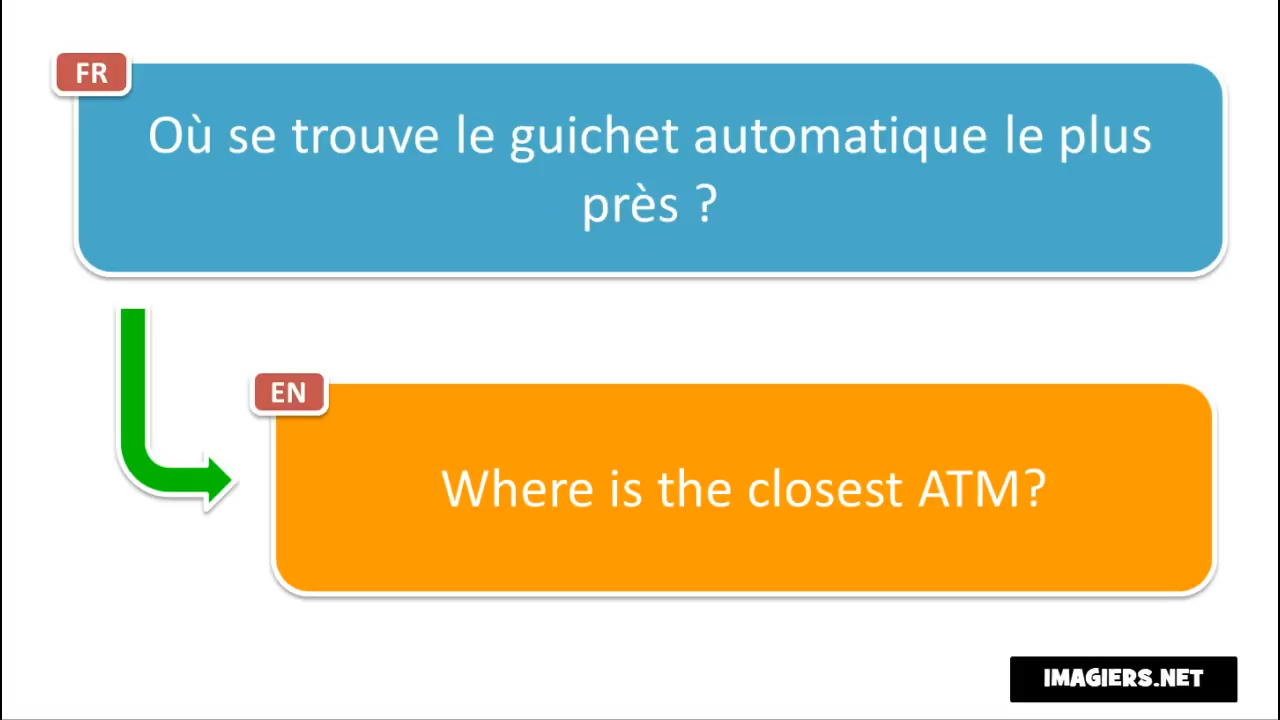 FR
Où se trouve le guichet automatique le plus
près ?
EN
Where is the closest ATM?
IMAGIERS.NET